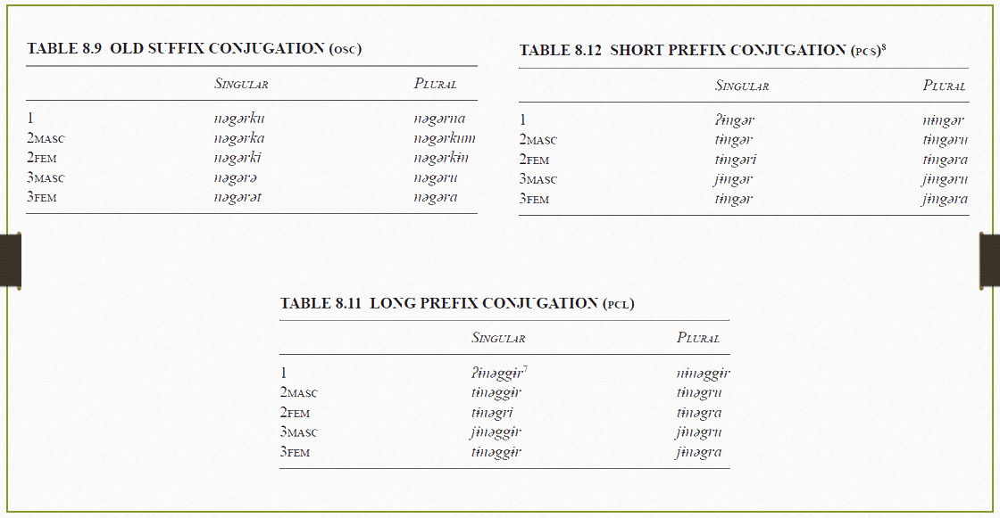 TABLE 8.9 OLD SUFFIX CONJUGATION (OSC)
SINGULAR PLURAL
1 nəgərku nəgərna
2MASC nəgərka nəgərkum
2FEM nəgərki nəgərkɨn
3MASC nəgərə nəgəru
3FEM nəgərət nəgəra
TABLE 8.12 SHORT PREFIX CONJUGATION (PCS)⁸
SINGULAR PLURAL
1 ʔɨngər nɨngər
2MASC tɨngər tɨngəru
2FEM tɨngəri tɨngəra
3MASC jɨngər jɨngəru
3FEM tɨngər jɨngəra
TABLE 8.11 LONG PREFIX CONJUGATION (PCL)
SINGULAR PLURAL
1 ʔɨnəggɨr⁷ nɨnəggɨr
2MASC tɨnəggɨr tɨnəgru
2FEM tɨnəgri tɨnəgra
3MASC jɨnəggɨr jɨnəgru
3FEM tɨnəggɨr jɨnəgra